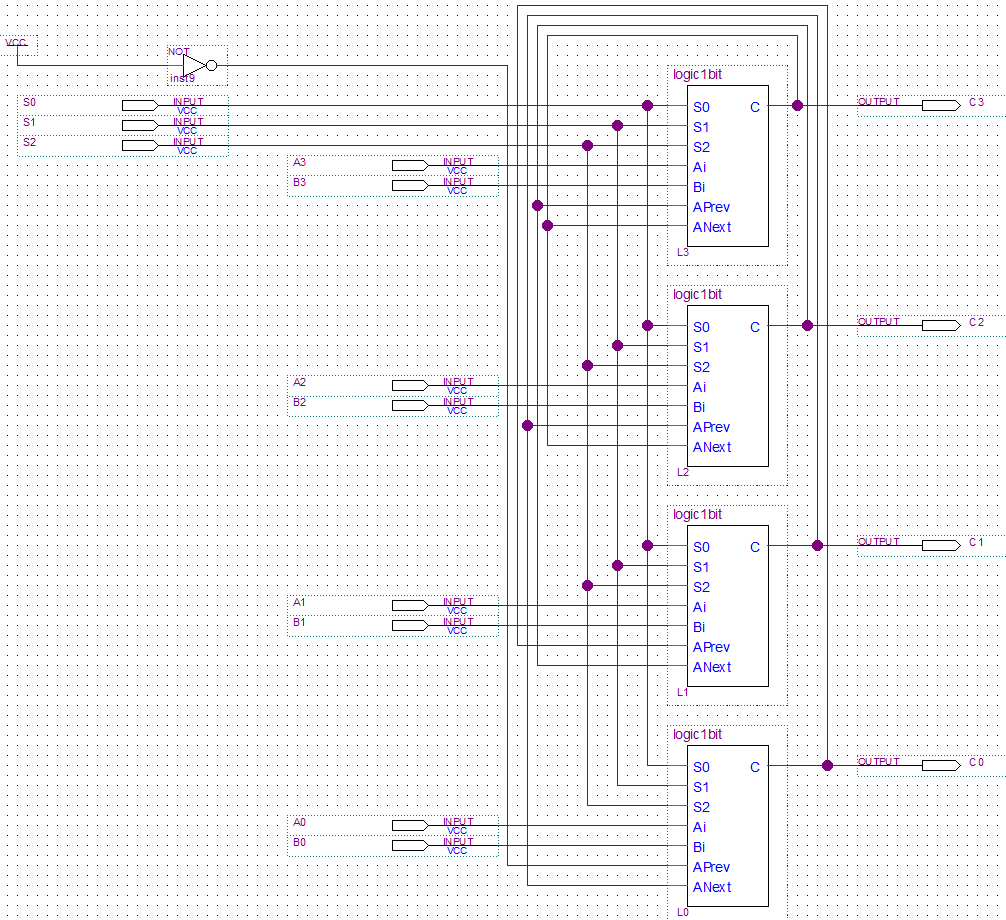 VCC
NOT
inst9
S0 INPUT VCC
S1 INPUT VCC
S2 INPUT VCC
A3 INPUT VCC
B3 INPUT VCC
logic1bit
S0 C
S1
S2
Ai
Bi
APrev
ANext
L3
OUTPUT C3
A2 INPUT VCC
B2 INPUT VCC
logic1bit
S0 C
S1
S2
Ai
Bi
APrev
ANext
L2
OUTPUT C2
A1 INPUT VCC
B1 INPUT VCC
logic1bit
S0 C
S1
S2
Ai
Bi
APrev
ANext
L1
OUTPUT C1
A0 INPUT VCC
B0 INPUT VCC
logic1bit
S0 C
S1
S2
Ai
Bi
APrev
ANext
L0
OUTPUT C0